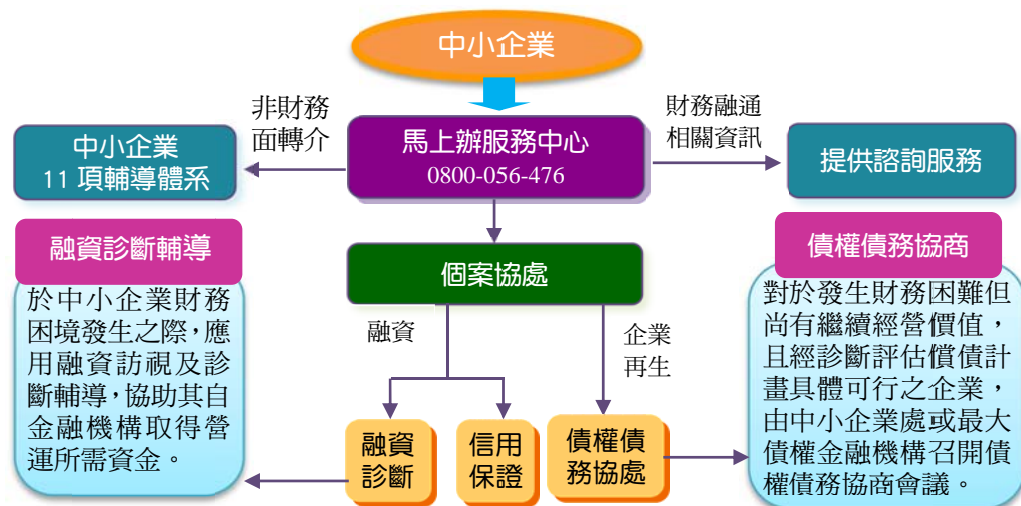 中小企業
非財務
面轉介
財務融通
相關資訊
中小企業
11 項輔導體系
馬上辦服務中心
0800-056-476
提供諮詢服務
融資診斷輔導
於中小企業財務
困境發生之際，應
用融資訪視及診
斷輔導，協助其自
金融機構取得營
運所需資金。
個案協處
融資
企業
再生
融資
診斷
信用
保證
債權債
務協處
債權債務協商
對於發生財務困難但
尚有繼續經營價值，
且經診斷評估償債計
畫具體可行之企業，
由中小企業處或最大
債權金融機構召開債
權債務協商會議。